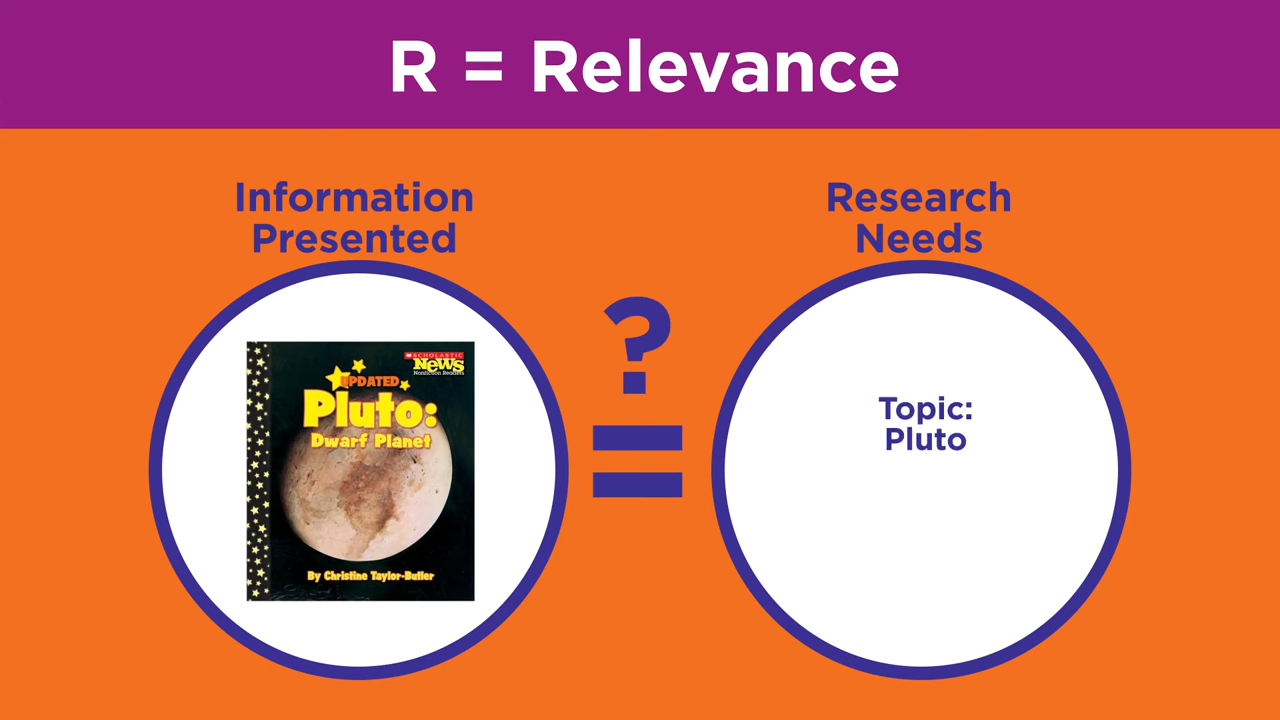 R = Relevance
Information
Presented
Research
Needs
SCHOLASTIC
News
Nonfiction Readers
UPDATED
Pluto:
Dwarf Planet
By Christine Taylor-Butler
?
=
Topic:
Pluto